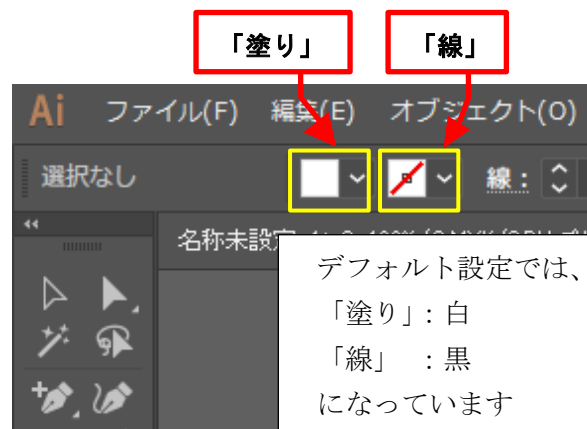 「塗り」 「線」
Ai ファイル(F) 編集(E) オブジェクト(O)
選択なし 線：
名称未設定
デフォルト設定では、
「塗り」：白
「線」 ：黒
になっています